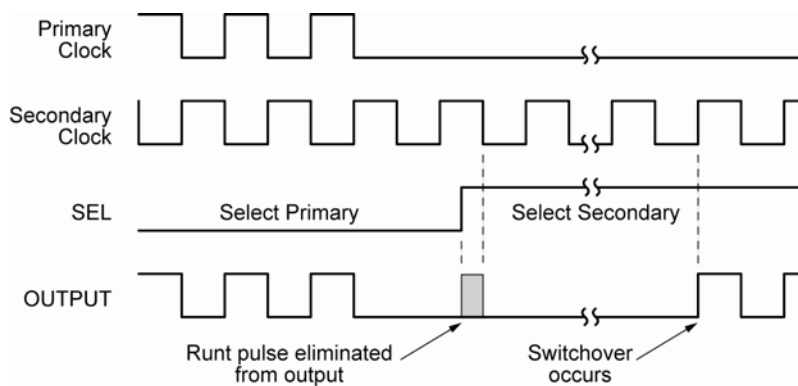 Primary
Clock
Secondary
Clock
SEL
Select Primary
Select Secondary
OUTPUT
Runt pulse eliminated
from output
Switchover
occurs